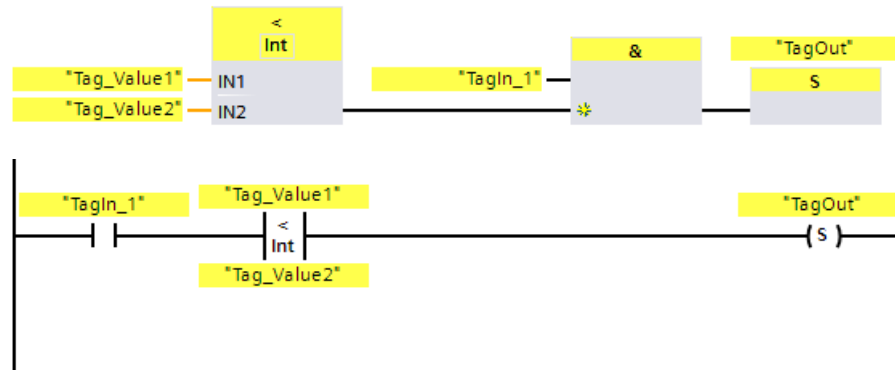 <
Int
&
"TagOut"
"Tag_Value1" IN1 "TagIn_1" S
"Tag_Value2" IN2
"TagIn_1" "Tag_Value1" "TagOut"
< S
Int
"Tag_Value2"